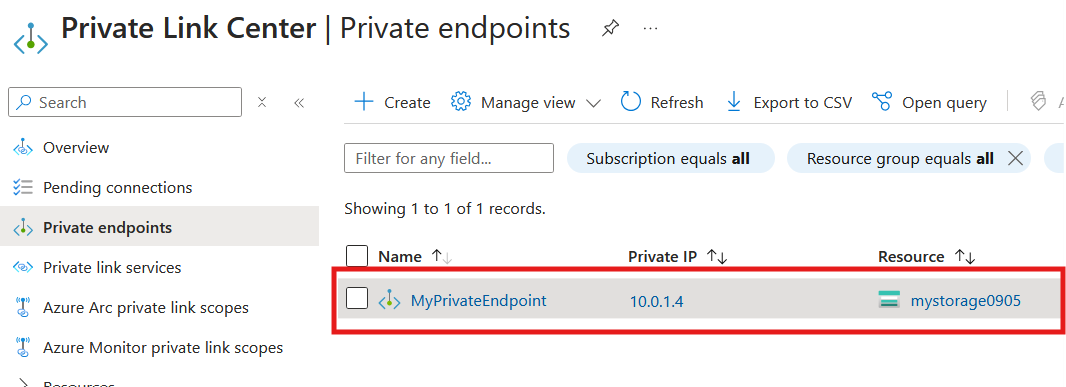 Private Link Center | Private endpoints
Search
Create
Manage view
Refresh
Export to CSV
Open query
Overview
Filter for any field...
Subscription equals all
Resource group equals all
Pending connections
Showing 1 to 1 of 1 records.
Private endpoints
Name
Private IP
Resource
Private link services
MyPrivateEndpoint
10.0.1.4
mystorage0905
Azure Arc private link scopes
Azure Monitor private link scopes
Resources